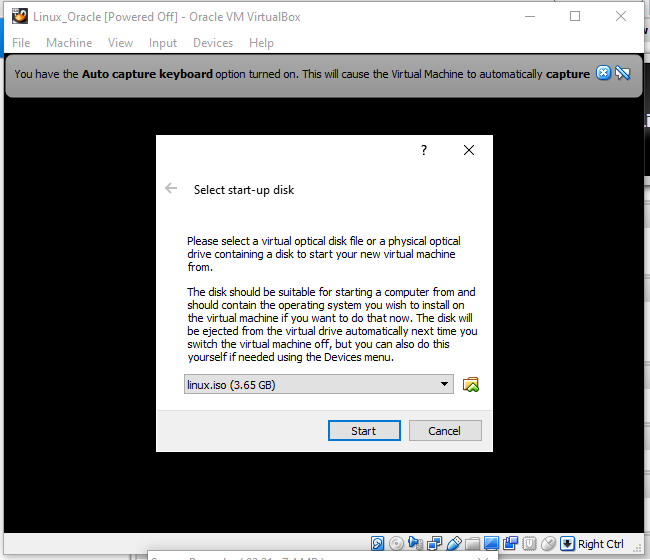 Linux_Oracle [Powered Off] - Oracle VM VirtualBox
File Machine View Input Devices Help
You have the Auto capture keyboard option turned on. This will cause the Virtual Machine to automatically capture
?
Select start-up disk
Please select a virtual optical disk file or a physical optical
drive containing a disk to start your new virtual machine
from.
The disk should be suitable for starting a computer from and
should contain the operating system you wish to install on
the virtual machine if you want to do that now. The disk will
be ejected from the virtual drive automatically next time you
switch the virtual machine off, but you can also do this
yourself if needed using the Devices menu.
linux.iso (3.65 GB)
Start Cancel
Right Ctrl